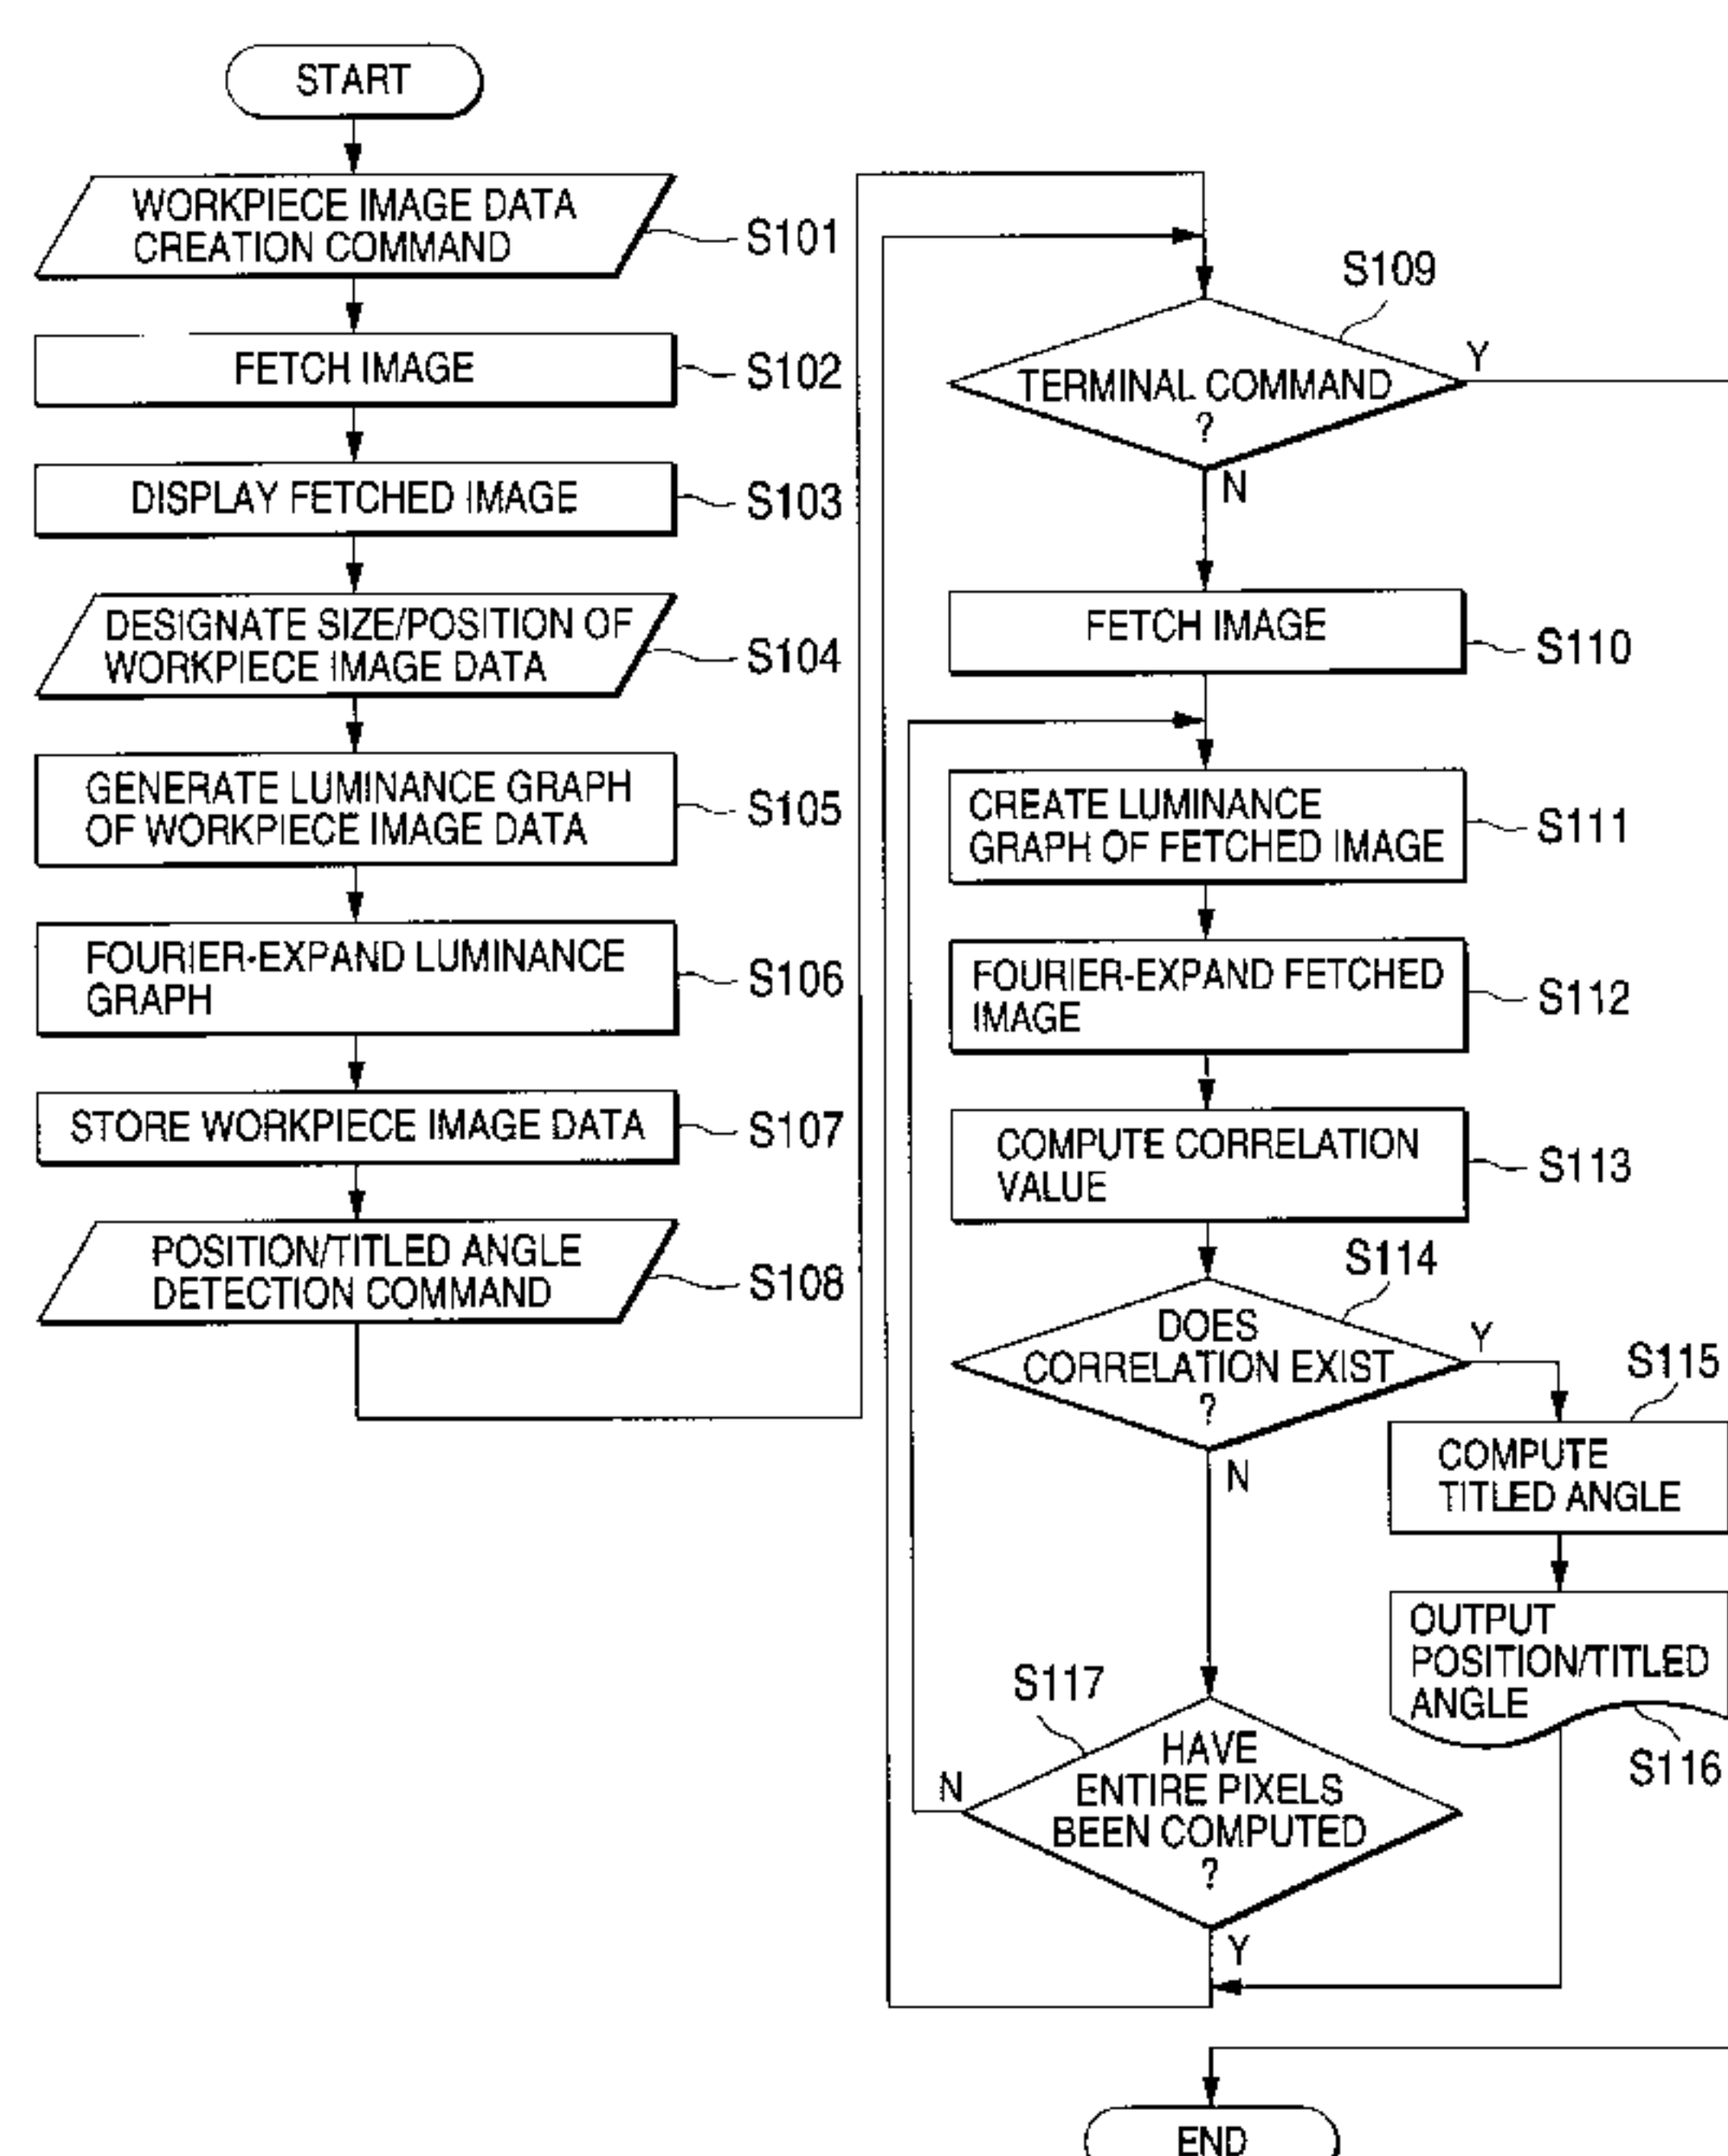 START
WORKPIECE IMAGE DATA
CREATION COMMAND
S101
FETCH IMAGE
S102
DISPLAY FETCHED IMAGE
S103
DESIGNATE SIZE/POSITION OF
WORKPIECE IMAGE DATA
S104
GENERATE LUMINANCE GRAPH
OF WORKPIECE IMAGE DATA
S105
FOURIER-EXPAND LUMINANCE
GRAPH
S106
STORE WORKPIECE IMAGE DATA
S107
POSITION/TITLED ANGLE
DETECTION COMMAND
S108
S109
TERMINAL COMMAND
?
Y
N
FETCH IMAGE
S110
CREATE LUMINANCE
GRAPH OF FETCHED IMAGE
S111
FOURIER-EXPAND FETCHED
IMAGE
S112
COMPUTE CORRELATION
VALUE
S113
S114
DOES
CORRELATION EXIST
?
Y
N
S115
COMPUTE
TITLED ANGLE
OUTPUT
POSITION/TITLED
ANGLE
S116
S117
HAVE
ENTIRE PIXELS
BEEN COMPUTED
?
N
Y
END